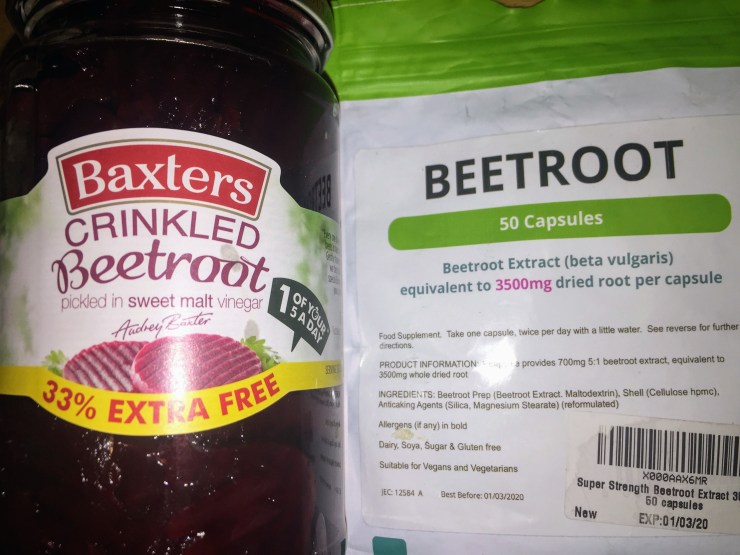 Baxters
CRINKLED
Beetroot
pickled in sweet malt vinegar
Audrey Baxter
1 OF YOUR
5 A DAY
33% EXTRA FREE
BEETROOT
50 Capsules
Beetroot Extract (beta vulgaris)
equivalent to 3500mg dried root per capsule
Food Supplement. Take one capsule, twice per day with a little water. See reverse for further
directions.
PRODUCT INFORMATION provides 700mg 5:1 beetroot extract, equivalent to
3500mg whole dried root
INGREDIENTS: Beetroot Prep (Beetroot Extract, Maltodextrin), Shell (Cellulose hpmc),
Anticaking Agents (Silica, Magnesium Stearate) (reformulated)
Allergens (if any) in bold
Dairy, Soya, Sugar & Gluten free
Suitable for Vegans and Vegetarians
JEC: 12584 A Best Before: 01/03/2020
X000AAX6MR
Super Strength Beetroot Extract
50 capsules
New
EXP:01/03/20